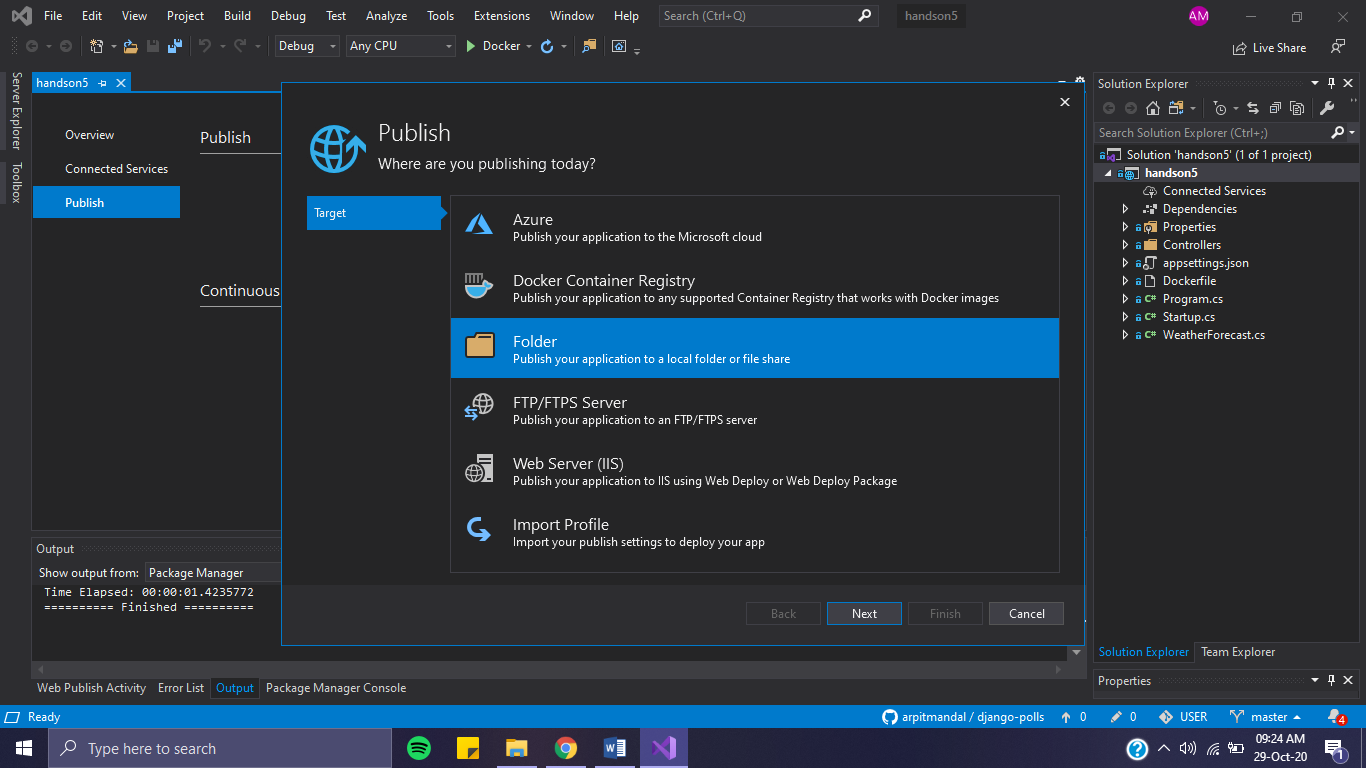 File Edit View Project Build Debug Test Analyze Tools Extensions Window Help Search (Ctrl+Q) handson5 AM
Debug Any CPU Docker Live Share
Server Explorer
Toolbox
handson5
Overview
Connected Services
Publish
Publish
Continuous
Publish
Where are you publishing today?
Target
Azure
Publish your application to the Microsoft cloud
Docker Container Registry
Publish your application to any supported Container Registry that works with Docker images
Folder
Publish your application to a local folder or file share
FTP/FTPS Server
Publish your application to an FTP/FTPS server
Web Server (IIS)
Publish your application to IIS using Web Deploy or Web Deploy Package
Import Profile
Import your publish settings to deploy your app
Back Next Finish Cancel
Solution Explorer
Search Solution Explorer (Ctrl+;)
Solution 'handson5' (1 of 1 project)
handson5
Connected Services
Dependencies
Properties
Controllers
appsettings.json
Dockerfile
C# Program.cs
C# Startup.cs
C# WeatherForecast.cs
Solution Explorer Team Explorer
Properties
Output
Show output from: Package Manager
Time Elapsed: 00:00:01.4235772
========== Finished ==========
Web Publish Activity Error List Output Package Manager Console
Ready arpitmandal / django-polls 0 0 USER master 4
Type here to search
09:24 AM
29-Oct-20
1